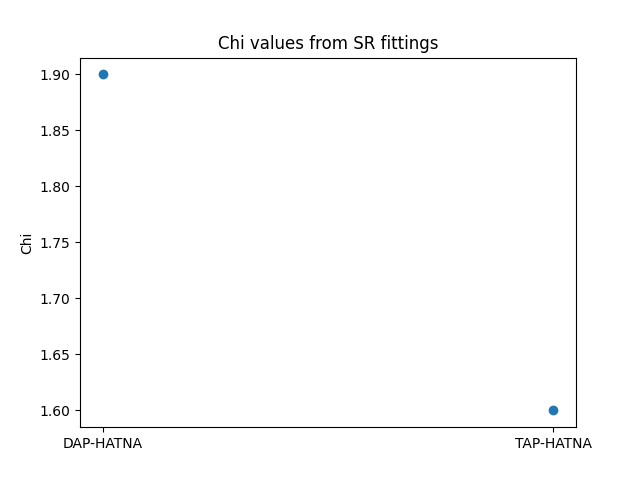 Chi values from SR fittings
1.90
1.85
1.80
1.75
1.70
1.65
1.60
Chi
DAP-HATNA
TAP-HATNA